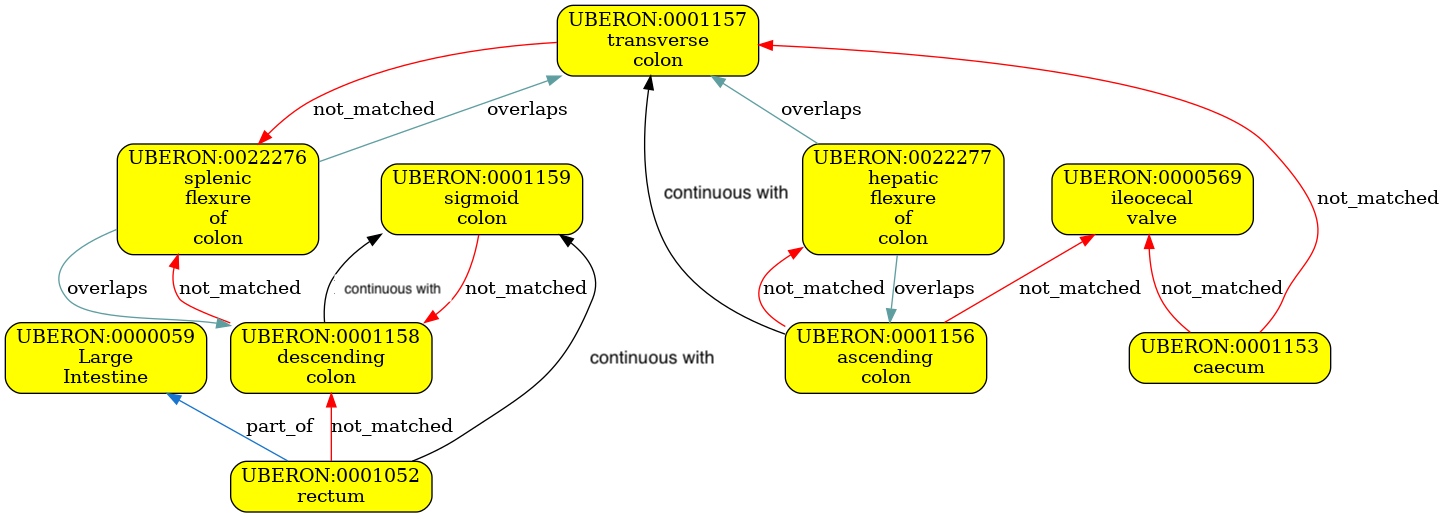 UBERON:0001157
transverse
colon
not_matched
overlaps
overlaps
UBERON:0022276
splenic
flexure
of
colon
UBERON:0001159
sigmoid
colon
continuous with
UBERON:0022277
hepatic
flexure
of
colon
UBERON:0000569
ileocecal
valve
not_matched
overlaps
not_matched
continuous with
not_matched
not_matched
overlaps
not_matched
not_matched
UBERON:0000059
Large
Intestine
UBERON:0001158
descending
colon
continuous with
UBERON:0001156
ascending
colon
UBERON:0001153
caecum
part_of
not_matched
UBERON:0001052
rectum